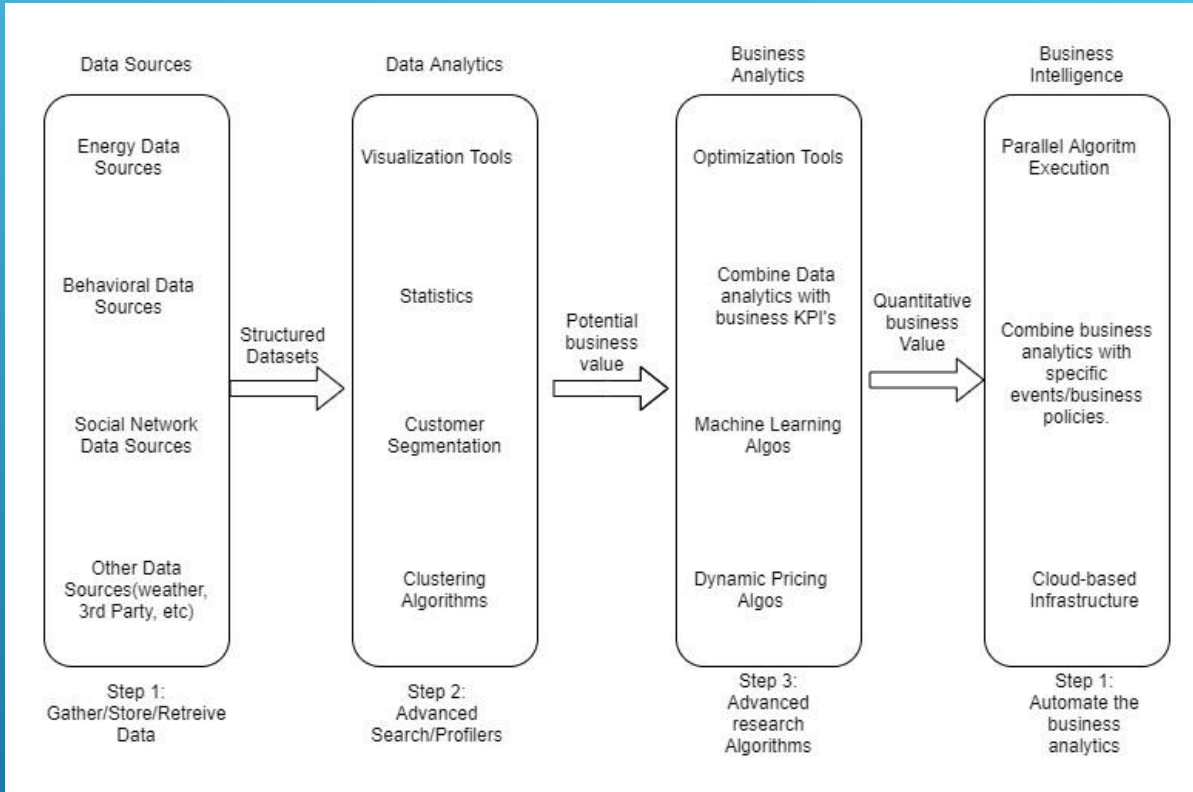 Data Sources
Energy Data
Sources
Behavioral Data
Sources
Social Network
Data Sources
Other Data
Sources(weather,
3rd Party, etc)
Step 1:
Gather/Store/Retreive
Data
Structured
Datasets
Data Analytics
Visualization Tools
Statistics
Customer
Segmentation
Clustering
Algorithms
Step 2:
Advanced
Search/Profilers
Potential
business
value
Business
Analytics
Optimization Tools
Combine Data
analytics with
business KPI's
Machine Learning
Algos
Dynamic Pricing
Algos
Step 3:
Advanced
research
Algorithms
Quantitative
business
Value
Business
Intelligence
Parallel Algoritm
Execution
Combine business
analytics with
specific
events/business
policies.
Cloud-based
Infrastructure
Step 1:
Automate the
business
analytics